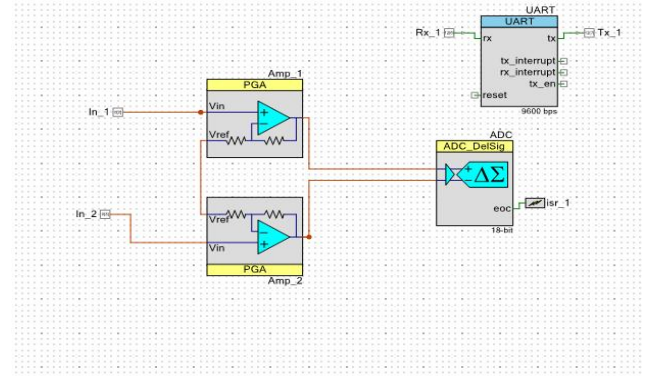 UART
UART
Rx_1
rx
tx
Tx_1
tx_interrupt
rx_interrupt
tx_en
reset
9600 bps
Amp_1
PGA
In_1
Vin
Vref
ADC
ADC_DelSig
+
-
ΔΣ
eoc
isr_1
18-bit
In_2
Vref
Vin
PGA
Amp_2